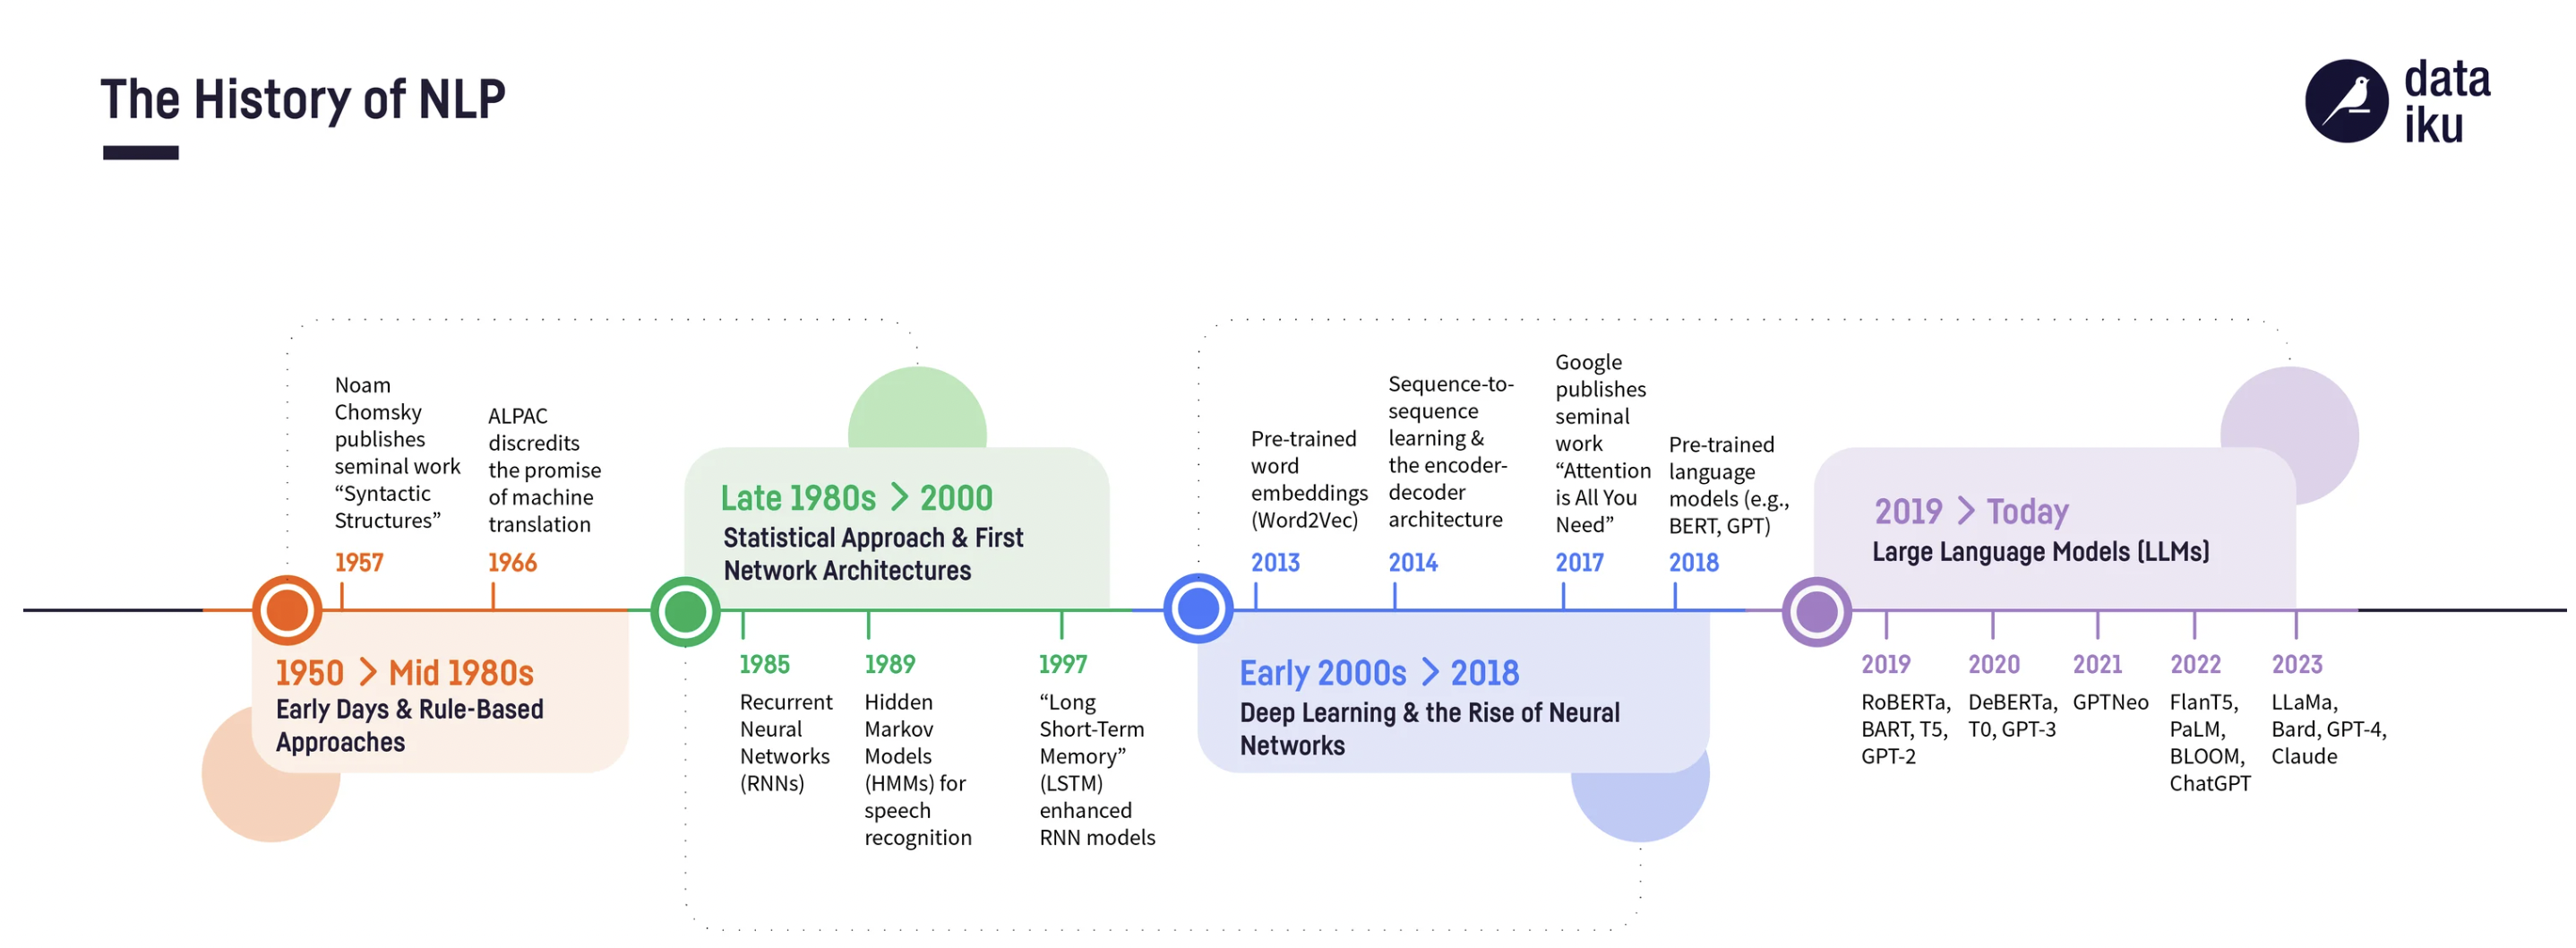 The History of NLP
data
iku
Noam
Chomsky
publishes
seminal work
“Syntactic
Structures”
1957
ALPAC
discredits
the promise
of machine
translation
1966
1950 > Mid 1980s
Early Days & Rule-Based
Approaches
Late 1980s > 2000
Statistical Approach & First
Network Architectures
1985
Recurrent
Neural
Networks
(RNNs)
1989
Hidden
Markov
Models
(HMMs) for
speech
recognition
1997
“Long
Short-Term
Memory”
(LSTM)
enhanced
RNN models
Pre-trained
word
embeddings
(Word2Vec)
2013
Sequence-to-
sequence
learning &
the encoder-
decoder
architecture
2014
Google
publishes
seminal
work
“Attention
is All You
Need”
2017
Pre-trained
language
models (e.g.,
BERT, GPT)
2018
Early 2000s > 2018
Deep Learning & the Rise of Neural
Networks
2019 > Today
Large Language Models (LLMs)
2019
RoBERTa,
BART, T5,
GPT-2
2020
DeBERTa,
T0, GPT-3
2021
GPTNeo
2022
FlanT5,
PaLM,
BLOOM,
ChatGPT
2023
LLaMa,
Bard, GPT-4,
Claude